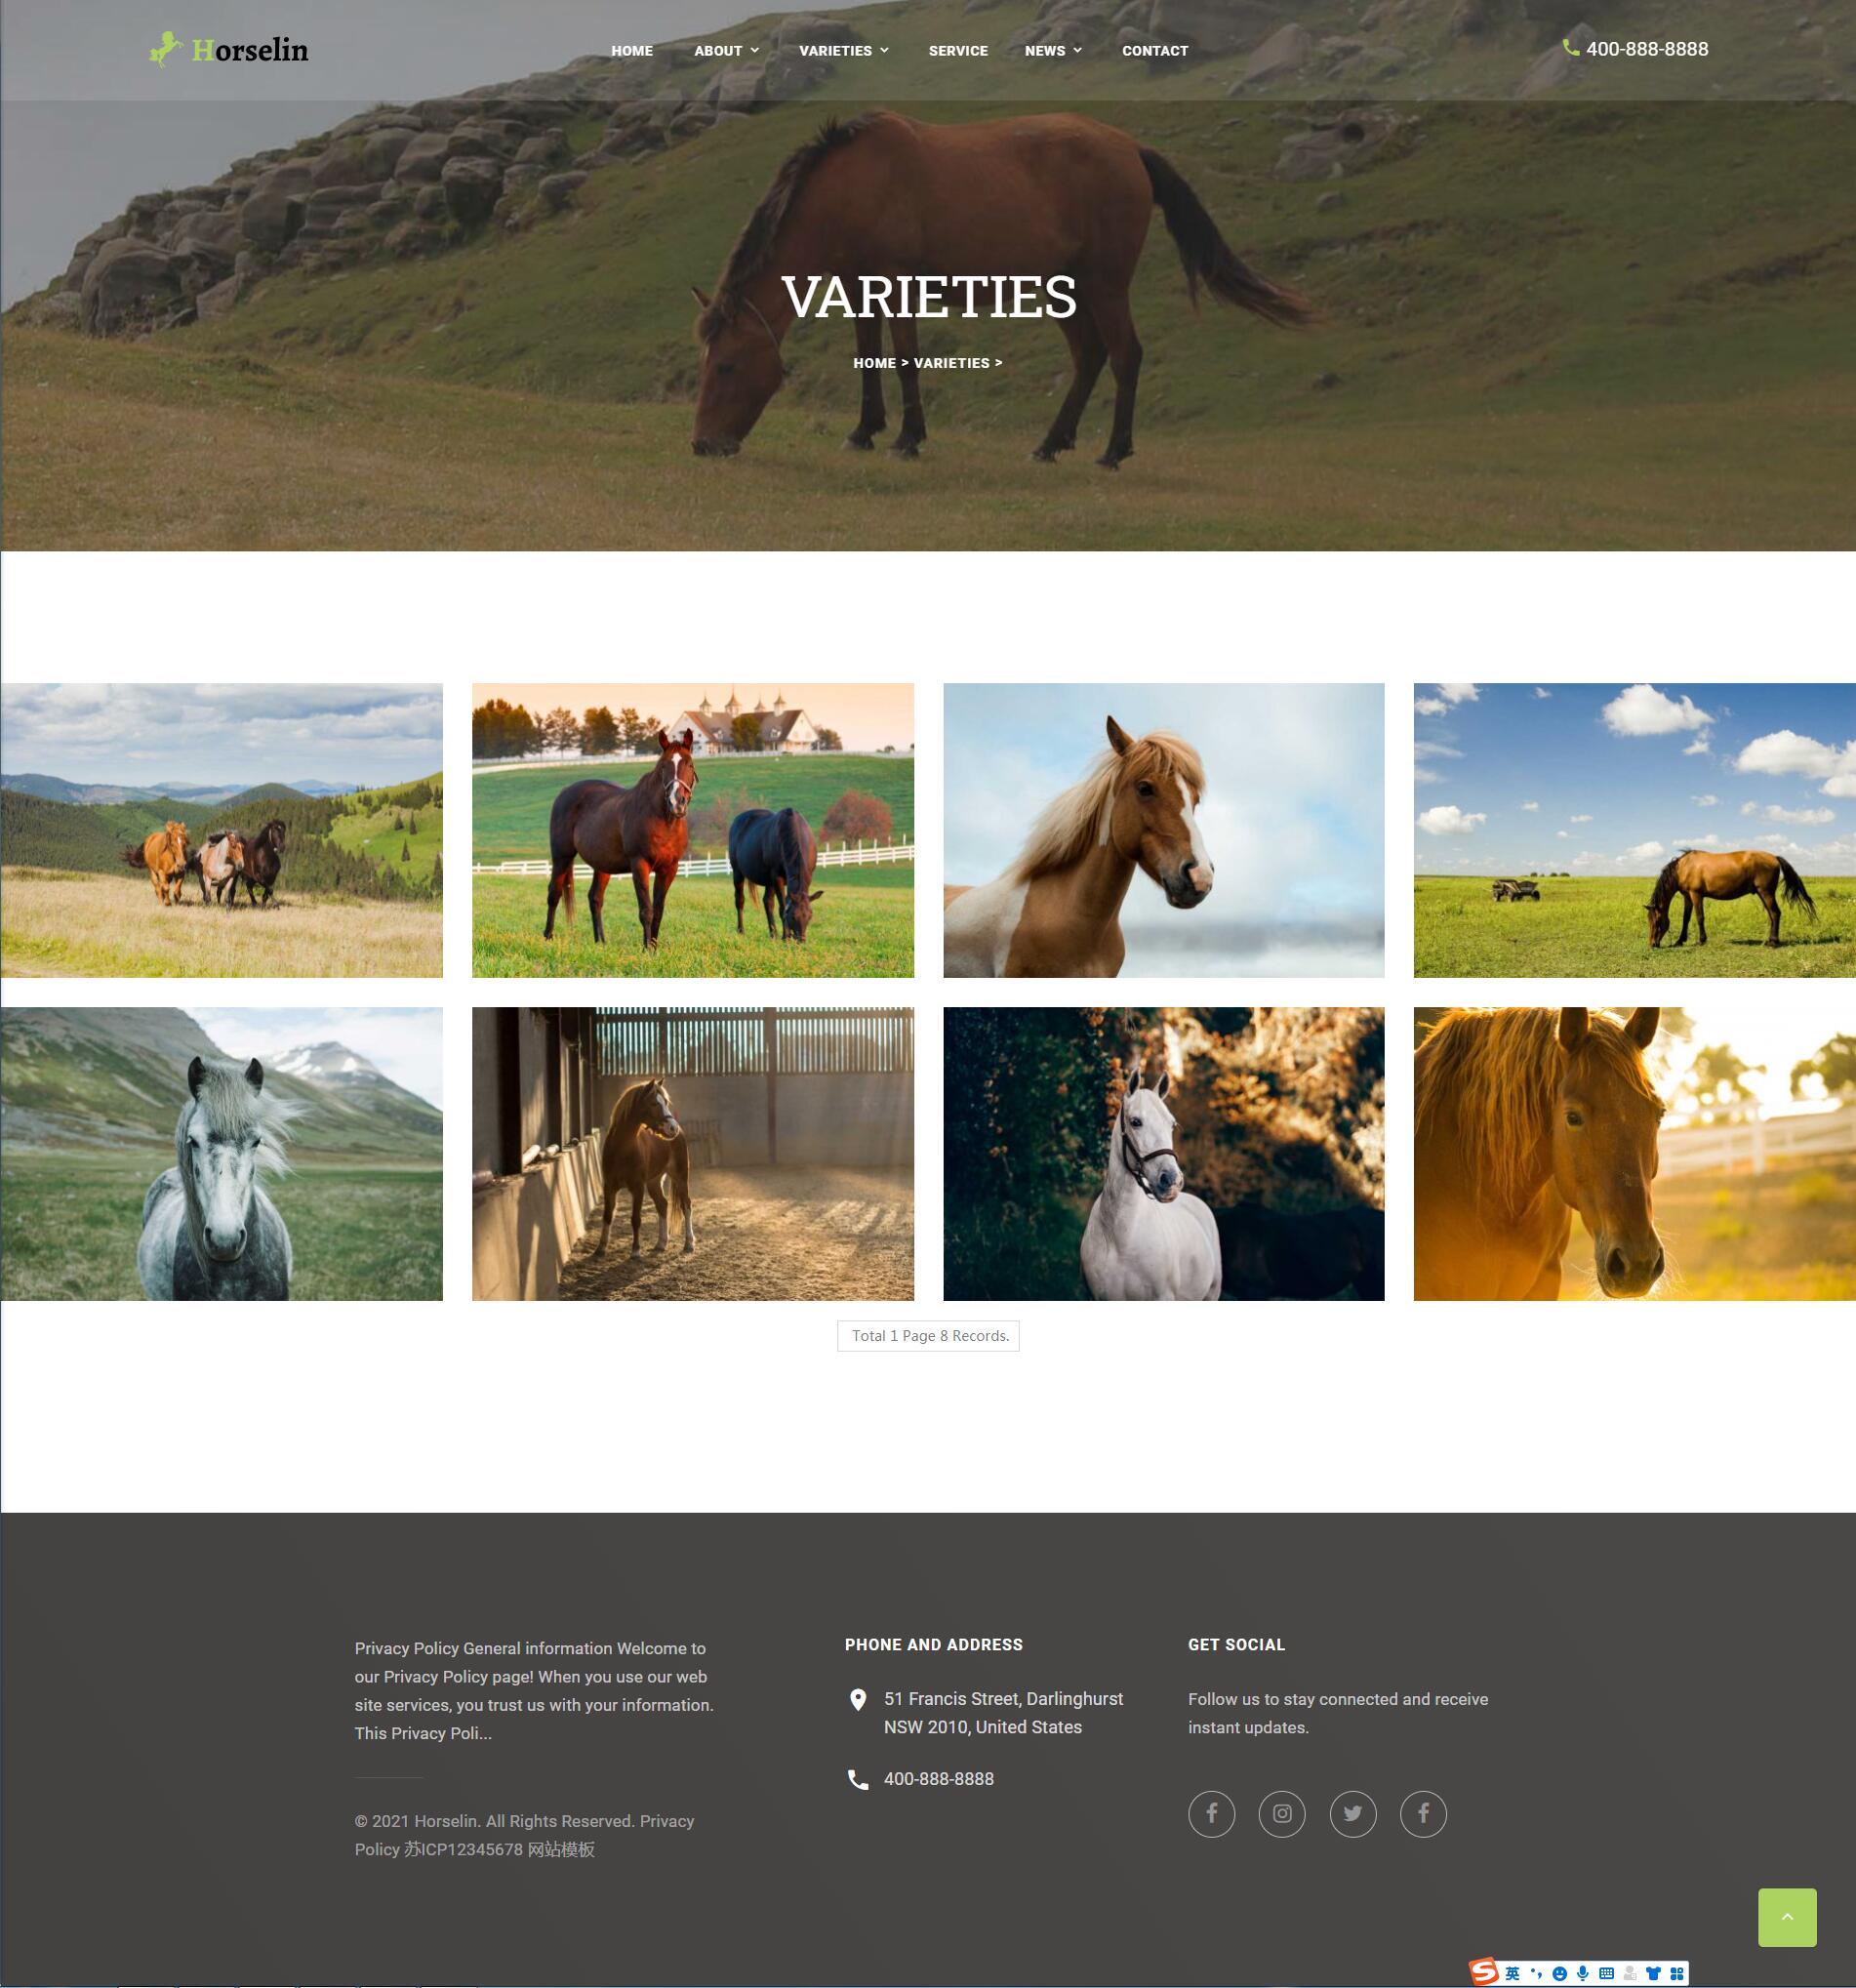 Horselin
HOME ABOUT VARIETIES SERVICE NEWS CONTACT
400-888-8888
VARIETIES
HOME > VARIETIES >
Total 1 Page 8 Records.
Privacy Policy General information Welcome to
our Privacy Policy page! When you use our web
site services, you trust us with your information.
This Privacy Poli...
© 2021 Horselin. All Rights Reserved. Privacy
Policy 苏ICP12345678 网站模板
PHONE AND ADDRESS
51 Francis Street, Darlinghurst
NSW 2010, United States
400-888-8888
GET SOCIAL
Follow us to stay connected and receive
instant updates.
英